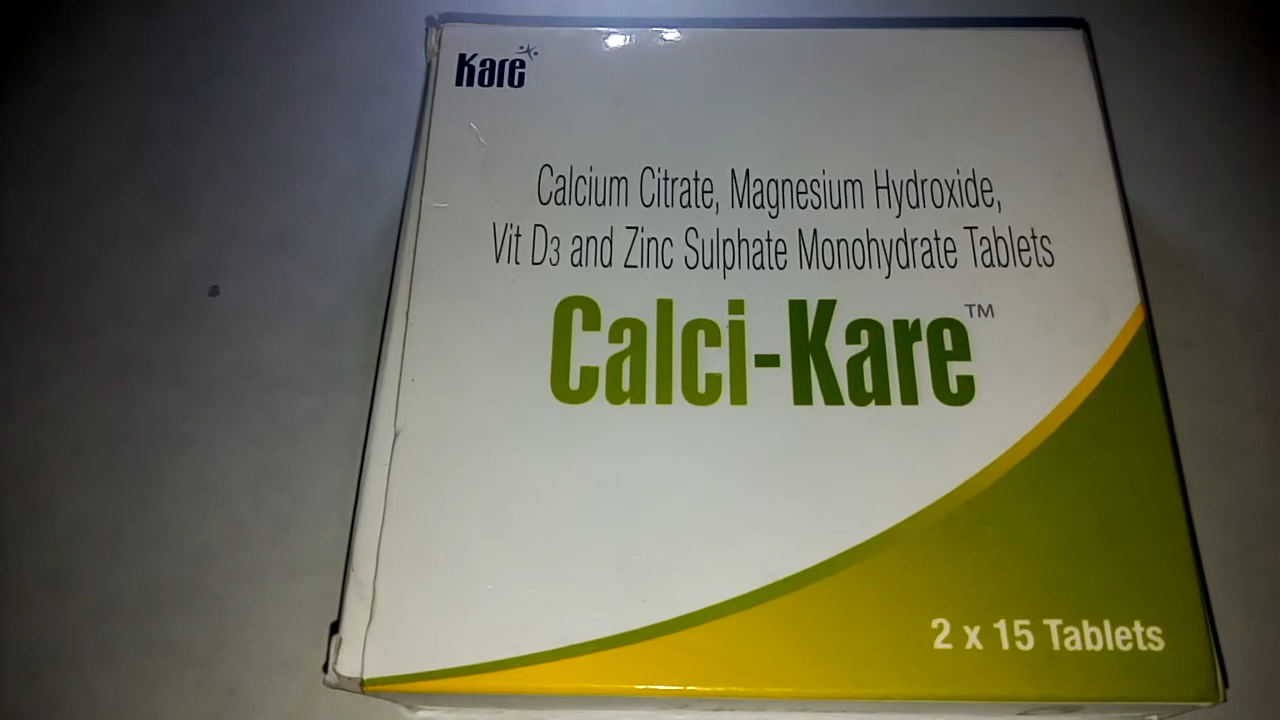 Kare
Calcium Citrate, Magnesium Hydroxide,
Vit D3 and Zinc Sulphate Monohydrate Tablets
Calci-Kare™
2 x 15 Tablets